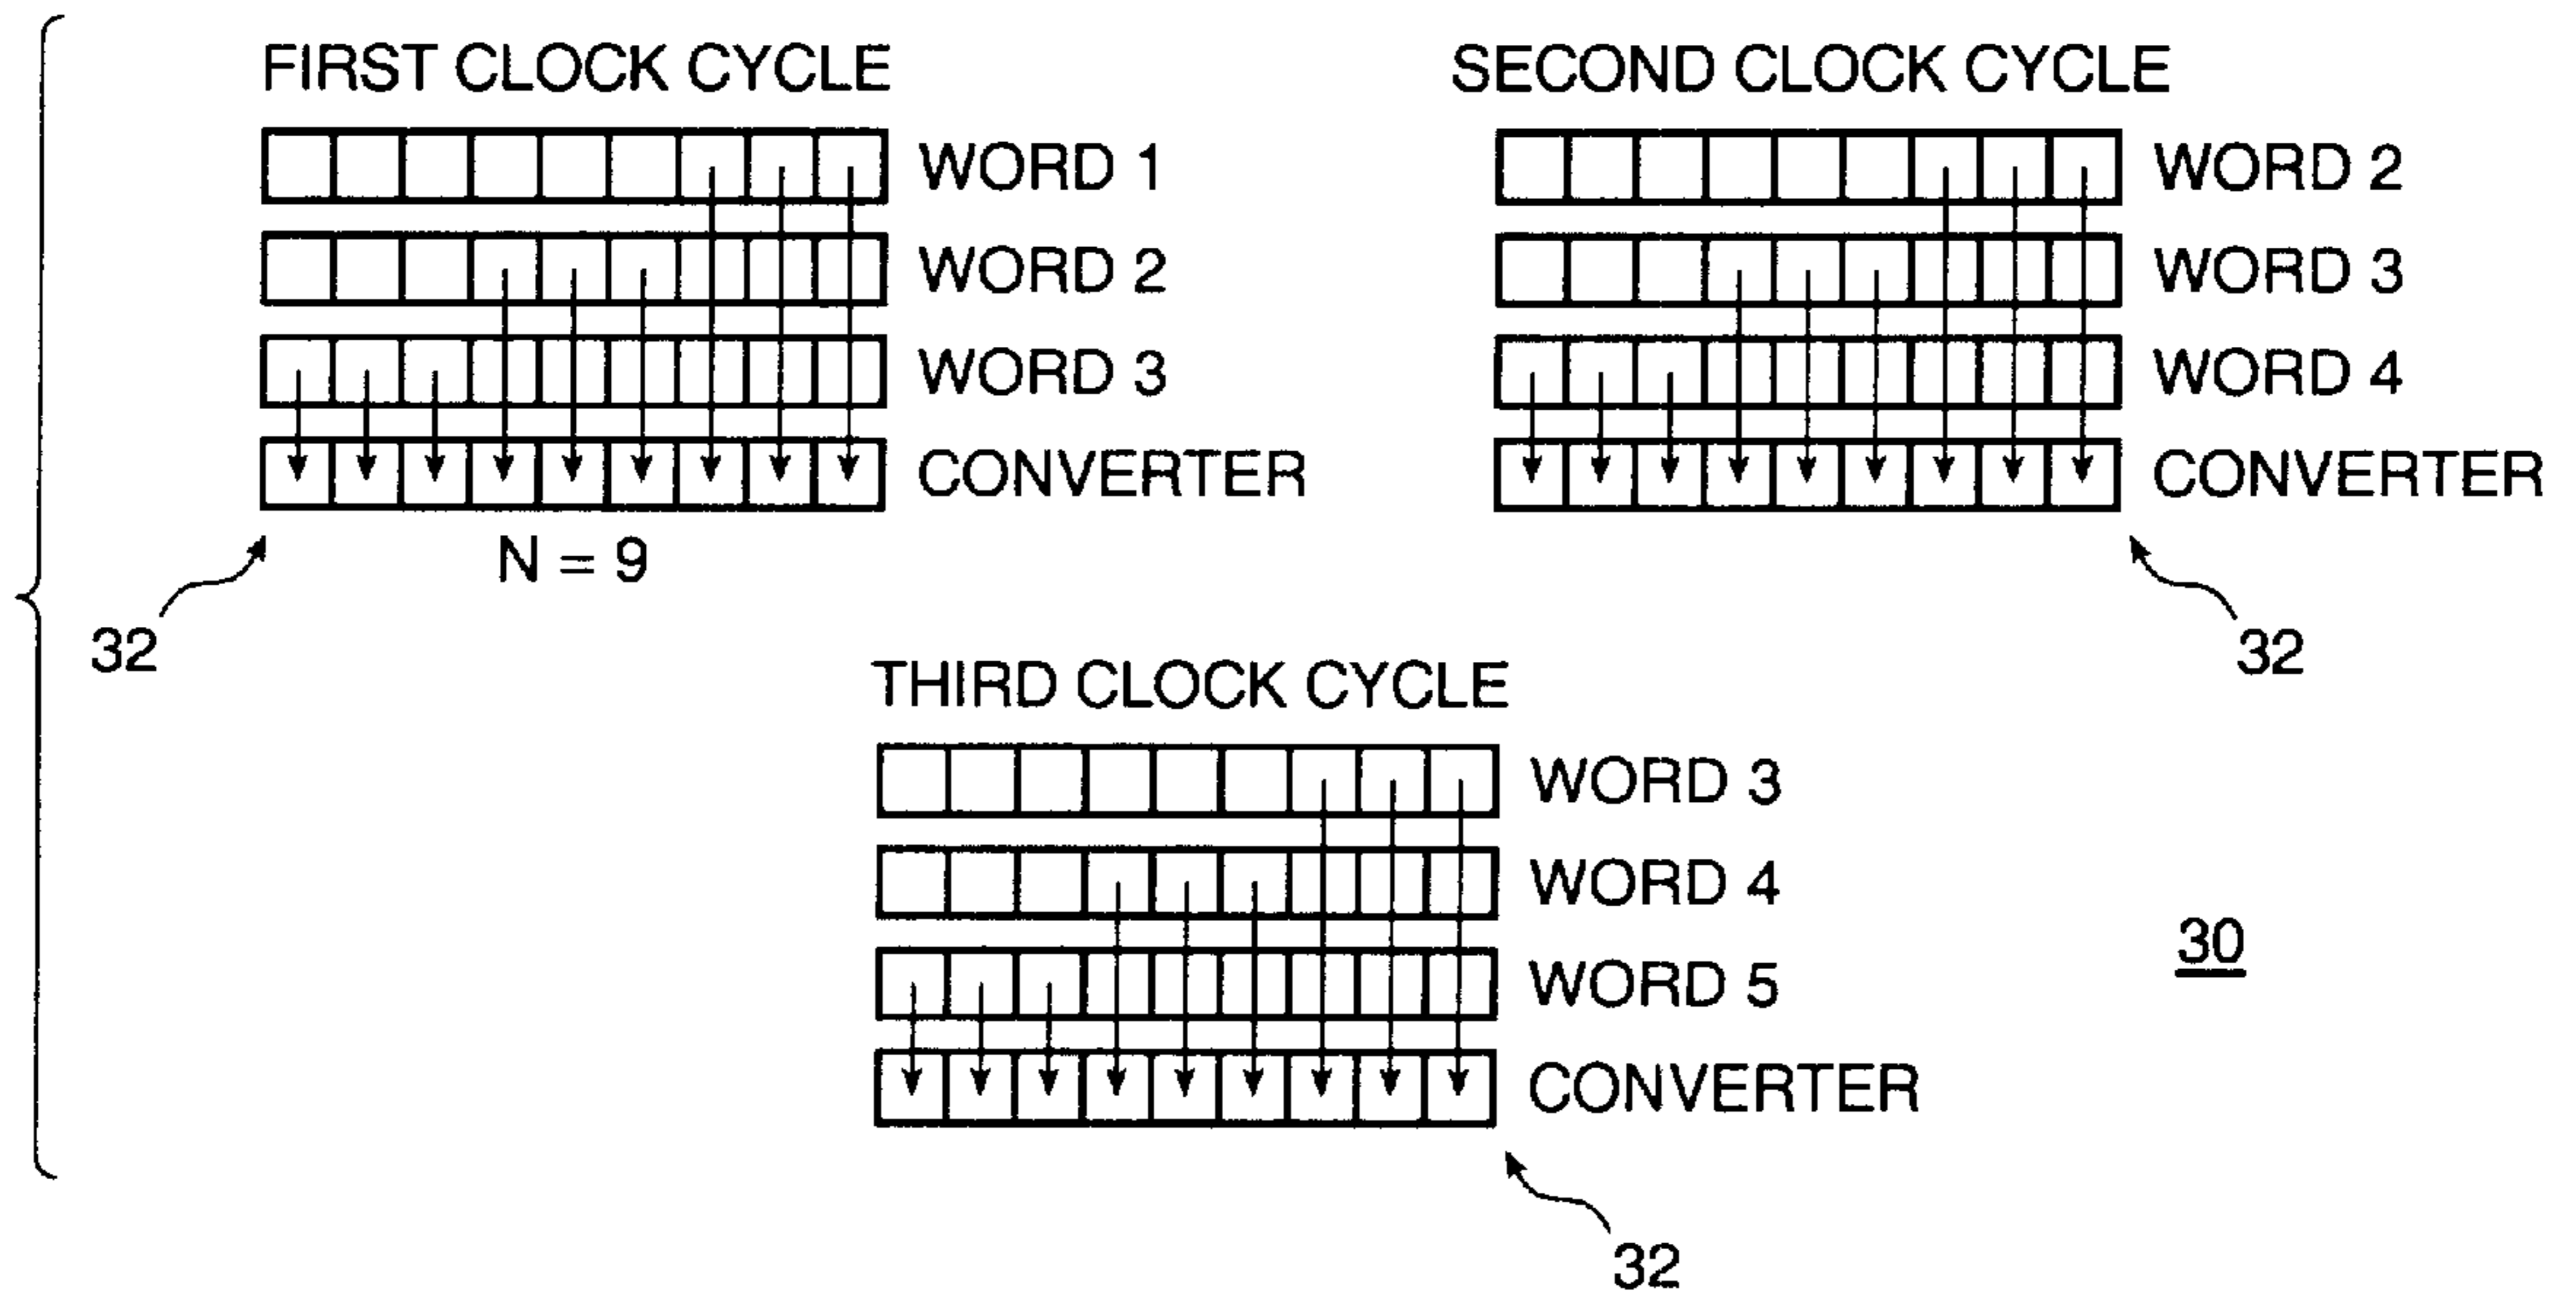 FIRST CLOCK CYCLE
WORD 1
WORD 2
WORD 3
CONVERTER
N = 9
32
SECOND CLOCK CYCLE
WORD 2
WORD 3
WORD 4
CONVERTER
32
THIRD CLOCK CYCLE
WORD 3
WORD 4
WORD 5
CONVERTER
32
30